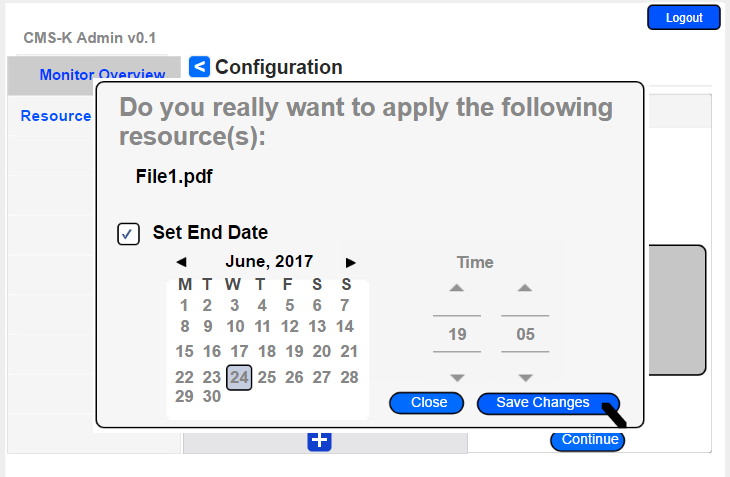 Logout
CMS-K Admin v0.1
Monitor Overview
< Configuration
Resource
Do you really want to apply the following
resource(s):
File1.pdf
✓ Set End Date
◀ June, 2017 ▶
Time
M T W T F S S
1 2 3 4 5 6 7
8 9 10 11 12 13 14
19 05
15 16 17 18 19 20 21
22 23 24 25 26 27 28
29 30
Close Save Changes
+ Continue